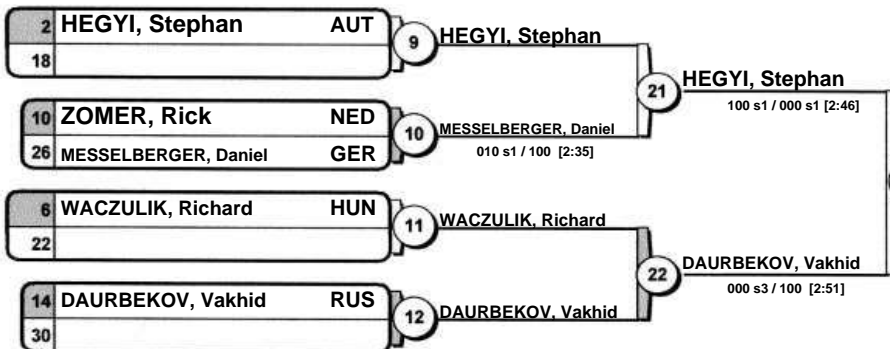 2 HEGYI, Stephan AUT
18
9
HEGYI, Stephan
10 ZOMER, Rick NED
26 MESSELBERGER, Daniel GER
10
MESSELBERGER, Daniel
010 s1 / 100 [2:35]
21
HEGYI, Stephan
100 s1 / 000 s1 [2:46]
6 WACZULIK, Richard HUN
22
11
WACZULIK, Richard
14 DAURBEKOV, Vakhid RUS
30
12
DAURBEKOV, Vakhid
22
DAURBEKOV, Vakhid
000 s3 / 100 [2:51]